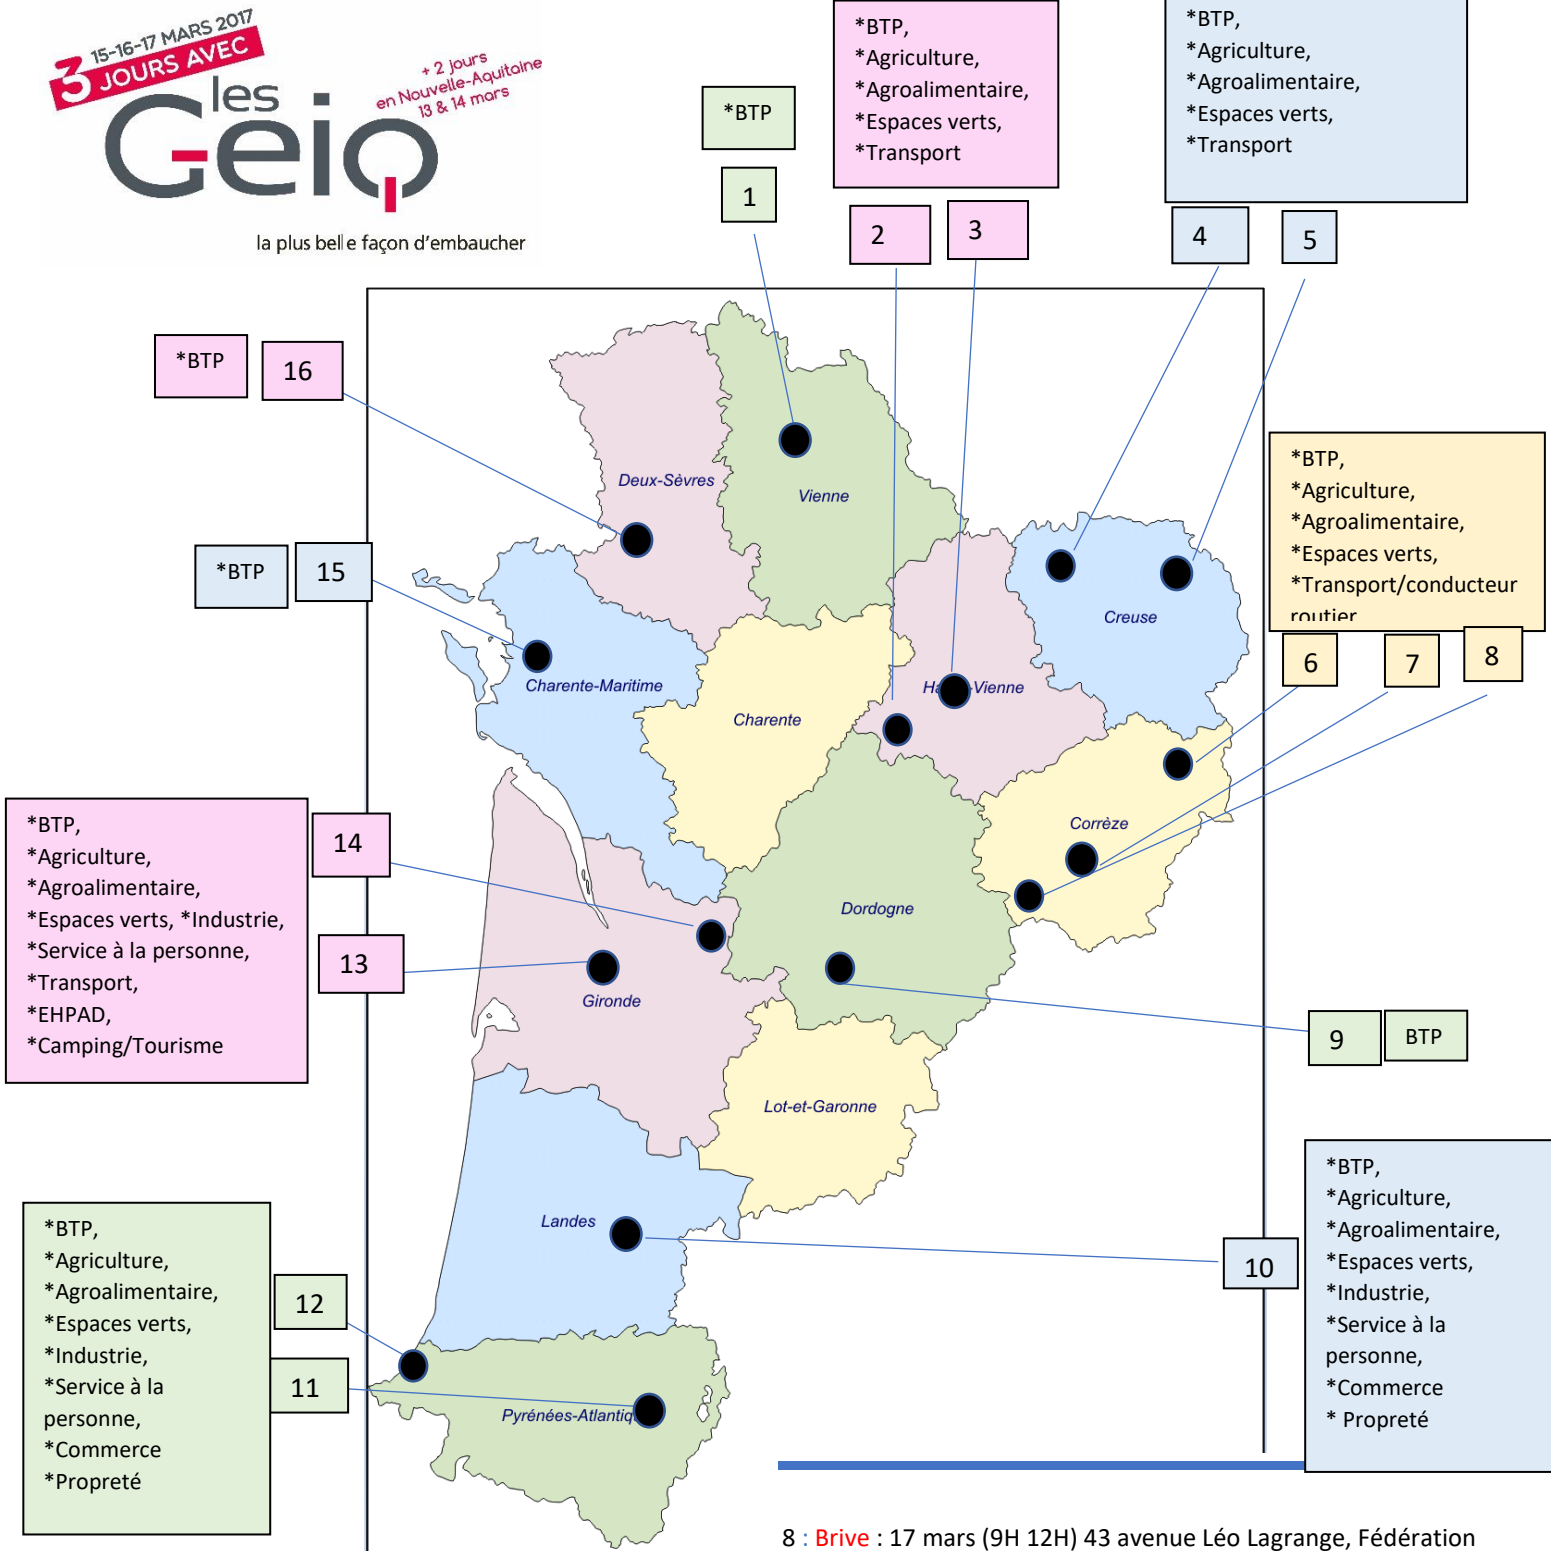 15-16-17 MARS 2017
3 JOURS AVEC
les
Geiq
+ 2 jours
en Nouvelle-Aquitaine
13 & 14 mars
la plus belle façon d'embaucher
*BTP
1
*BTP,
*Agriculture,
*Agroalimentaire,
*Espaces verts,
*Transport
2
3
*BTP,
*Agriculture,
*Agroalimentaire,
*Espaces verts,
*Transport
4
5
*BTP
16
*BTP
15
*BTP,
*Agriculture,
*Agroalimentaire,
*Espaces verts,
*Transport/conducteur
routier
6
7
8
Deux-Sèvres
Vienne
Creuse
Charente-Maritime
Charente
Vienne
Corrèze
Dordogne
Gironde
Lot-et-Garonne
Landes
Pyrénées-Atlantiq
*BTP,
*Agriculture,
*Agroalimentaire,
*Espaces verts, *Industrie,
*Service à la personne,
*Transport,
*EHPAD,
*Camping/Tourisme
14
13
9
BTP
10
*BTP,
*Agriculture,
*Agroalimentaire,
*Espaces verts,
*Industrie,
*Service à la
personne,
*Commerce
* Propreté
*BTP,
*Agriculture,
*Agroalimentaire,
*Espaces verts,
*Industrie,
*Service à la
personne,
*Commerce
*Propreté
12
11
8 : Brive : 17 mars (9H 12H) 43 avenue Léo Lagrange, Fédération